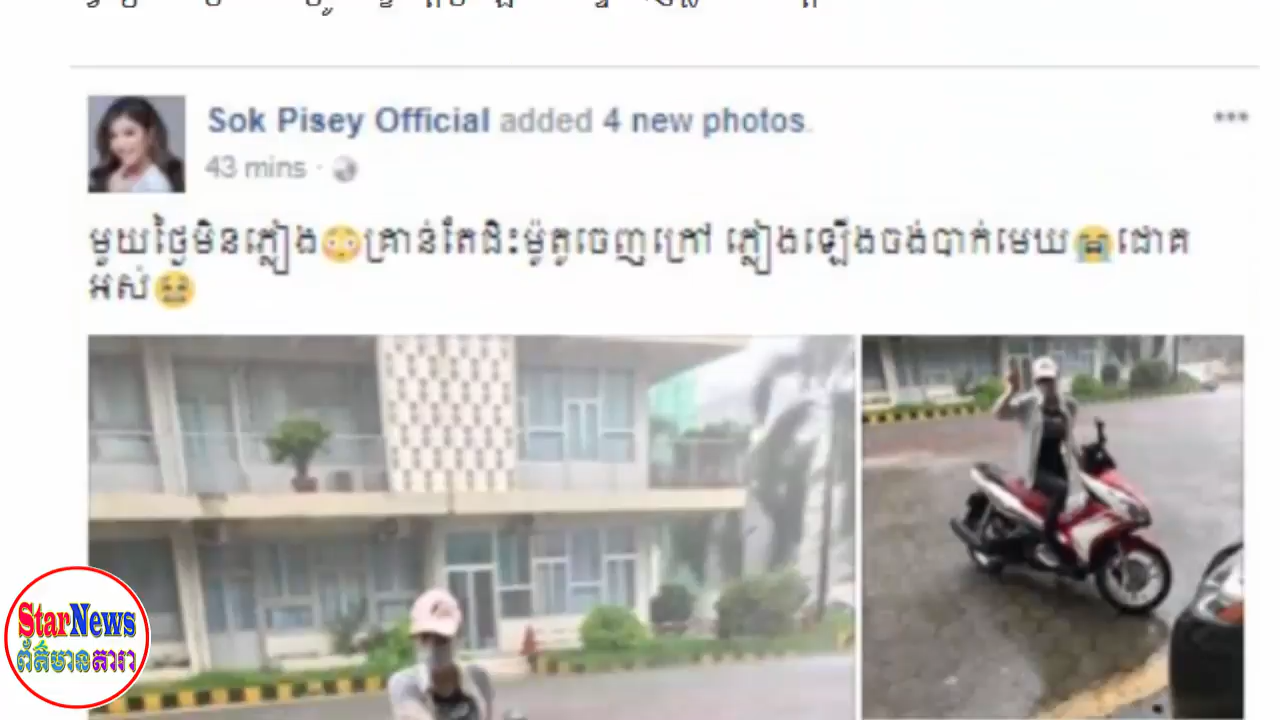 Sok Pisey Official added 4 new photos.
43 mins ·
មួយថ្ងៃមិនភ្លៀង😳គ្រាន់តែជិះម៉ូតូចេញក្រៅ ភ្លៀងឡើងចង់បាក់មេឃ😭ជោគ
អស់😆
StarNews
ព័ត៌មានតារា